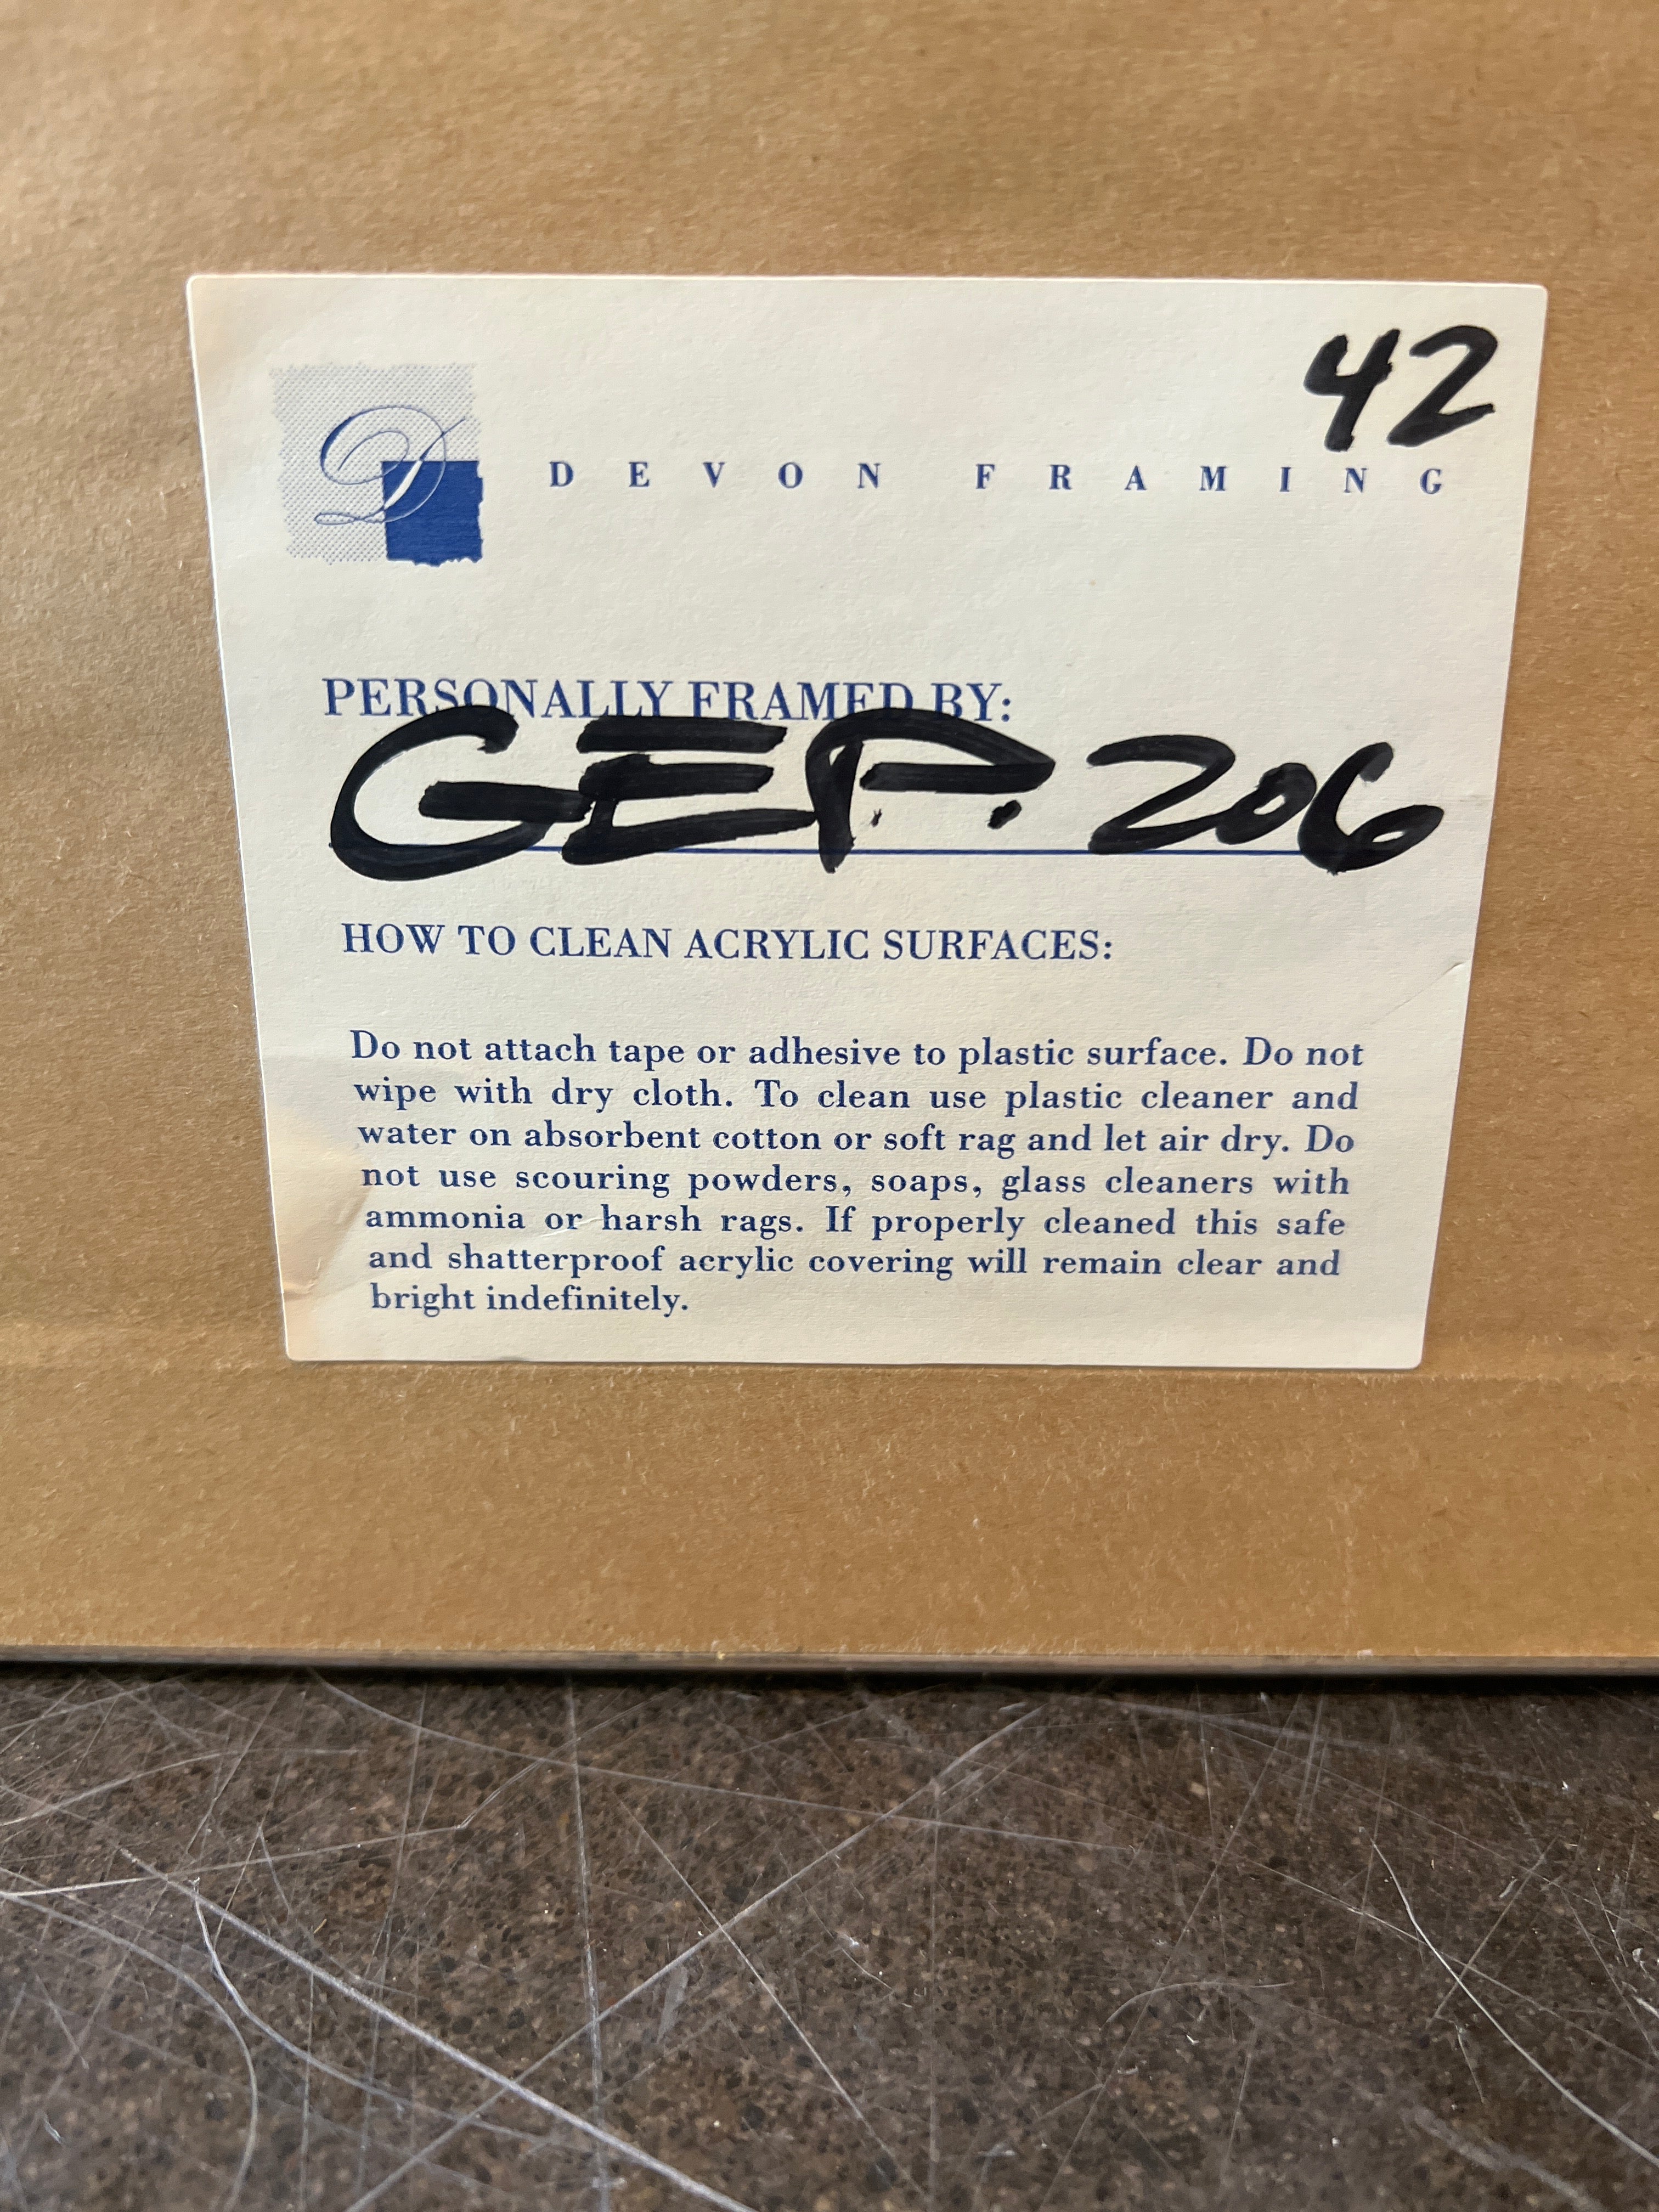 42
D
DEVON FRAMING
PERSONALLY FRAMED BY:
GEP. 206
HOW TO CLEAN ACRYLIC SURFACES:
Do not attach tape or adhesive to plastic surface. Do not
wipe with dry cloth. To clean use plastic cleaner and
water on absorbent cotton or soft rag and let air dry. Do
not use scouring powders, soaps, glass cleaners with
ammonia or harsh rags. If properly cleaned this safe
and shatterproof acrylic covering will remain clear and
bright indefinitely.